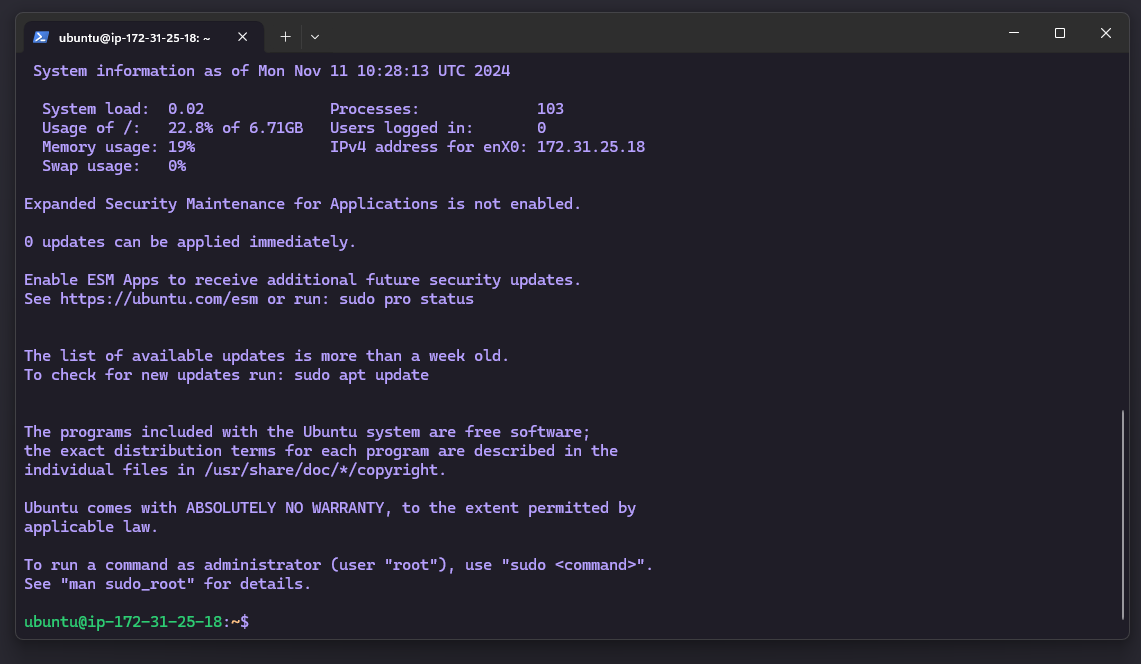 ubuntu@ip-172-31-25-18: ~
System information as of Mon Nov 11 10:28:13 UTC 2024
System load: 0.02 Processes: 103
Usage of /: 22.8% of 6.71GB Users logged in: 0
Memory usage: 19% IPv4 address for enX0: 172.31.25.18
Swap usage: 0%
Expanded Security Maintenance for Applications is not enabled.
0 updates can be applied immediately.
Enable ESM Apps to receive additional future security updates.
See https://ubuntu.com/esm or run: sudo pro status
The list of available updates is more than a week old.
To check for new updates run: sudo apt update
The programs included with the Ubuntu system are free software;
the exact distribution terms for each program are described in the
individual files in /usr/share/doc/*/copyright.
Ubuntu comes with ABSOLUTELY NO WARRANTY, to the extent permitted by
applicable law.
To run a command as administrator (user "root"), use "sudo <command>".
See "man sudo_root" for details.
ubuntu@ip-172-31-25-18:~$